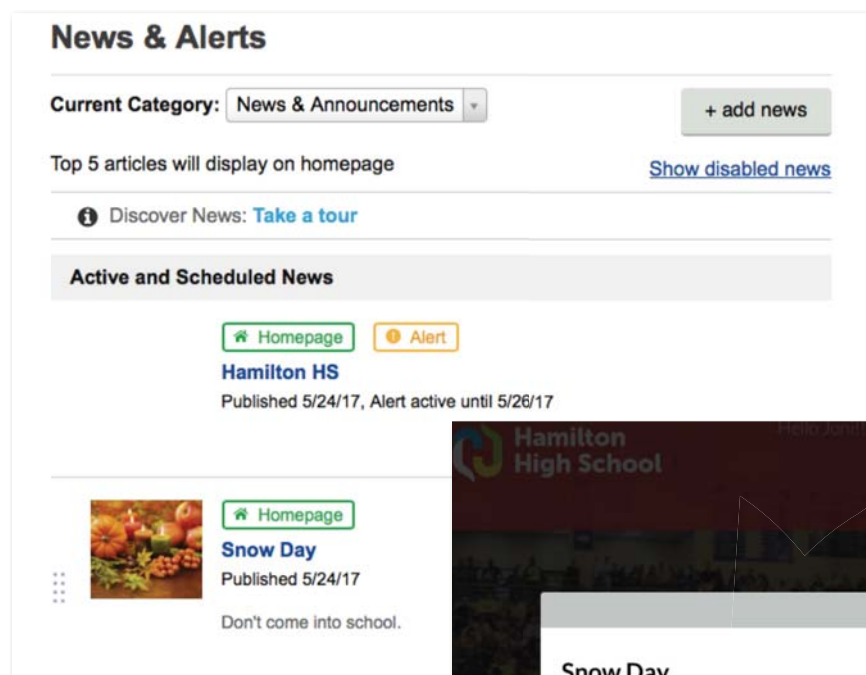 News & Alerts
Current Category: News & Announcements
+ add news
Top 5 articles will display on homepage
Show disabled news
Discover News: Take a tour
Active and Scheduled News
Homepage
Alert
Hamilton HS
Published 5/24/17, Alert active until 5/26/17
Hamilton
High School
Hello
Homepage
Snow Day
Published 5/24/17
Don't come into school.
Snow Day